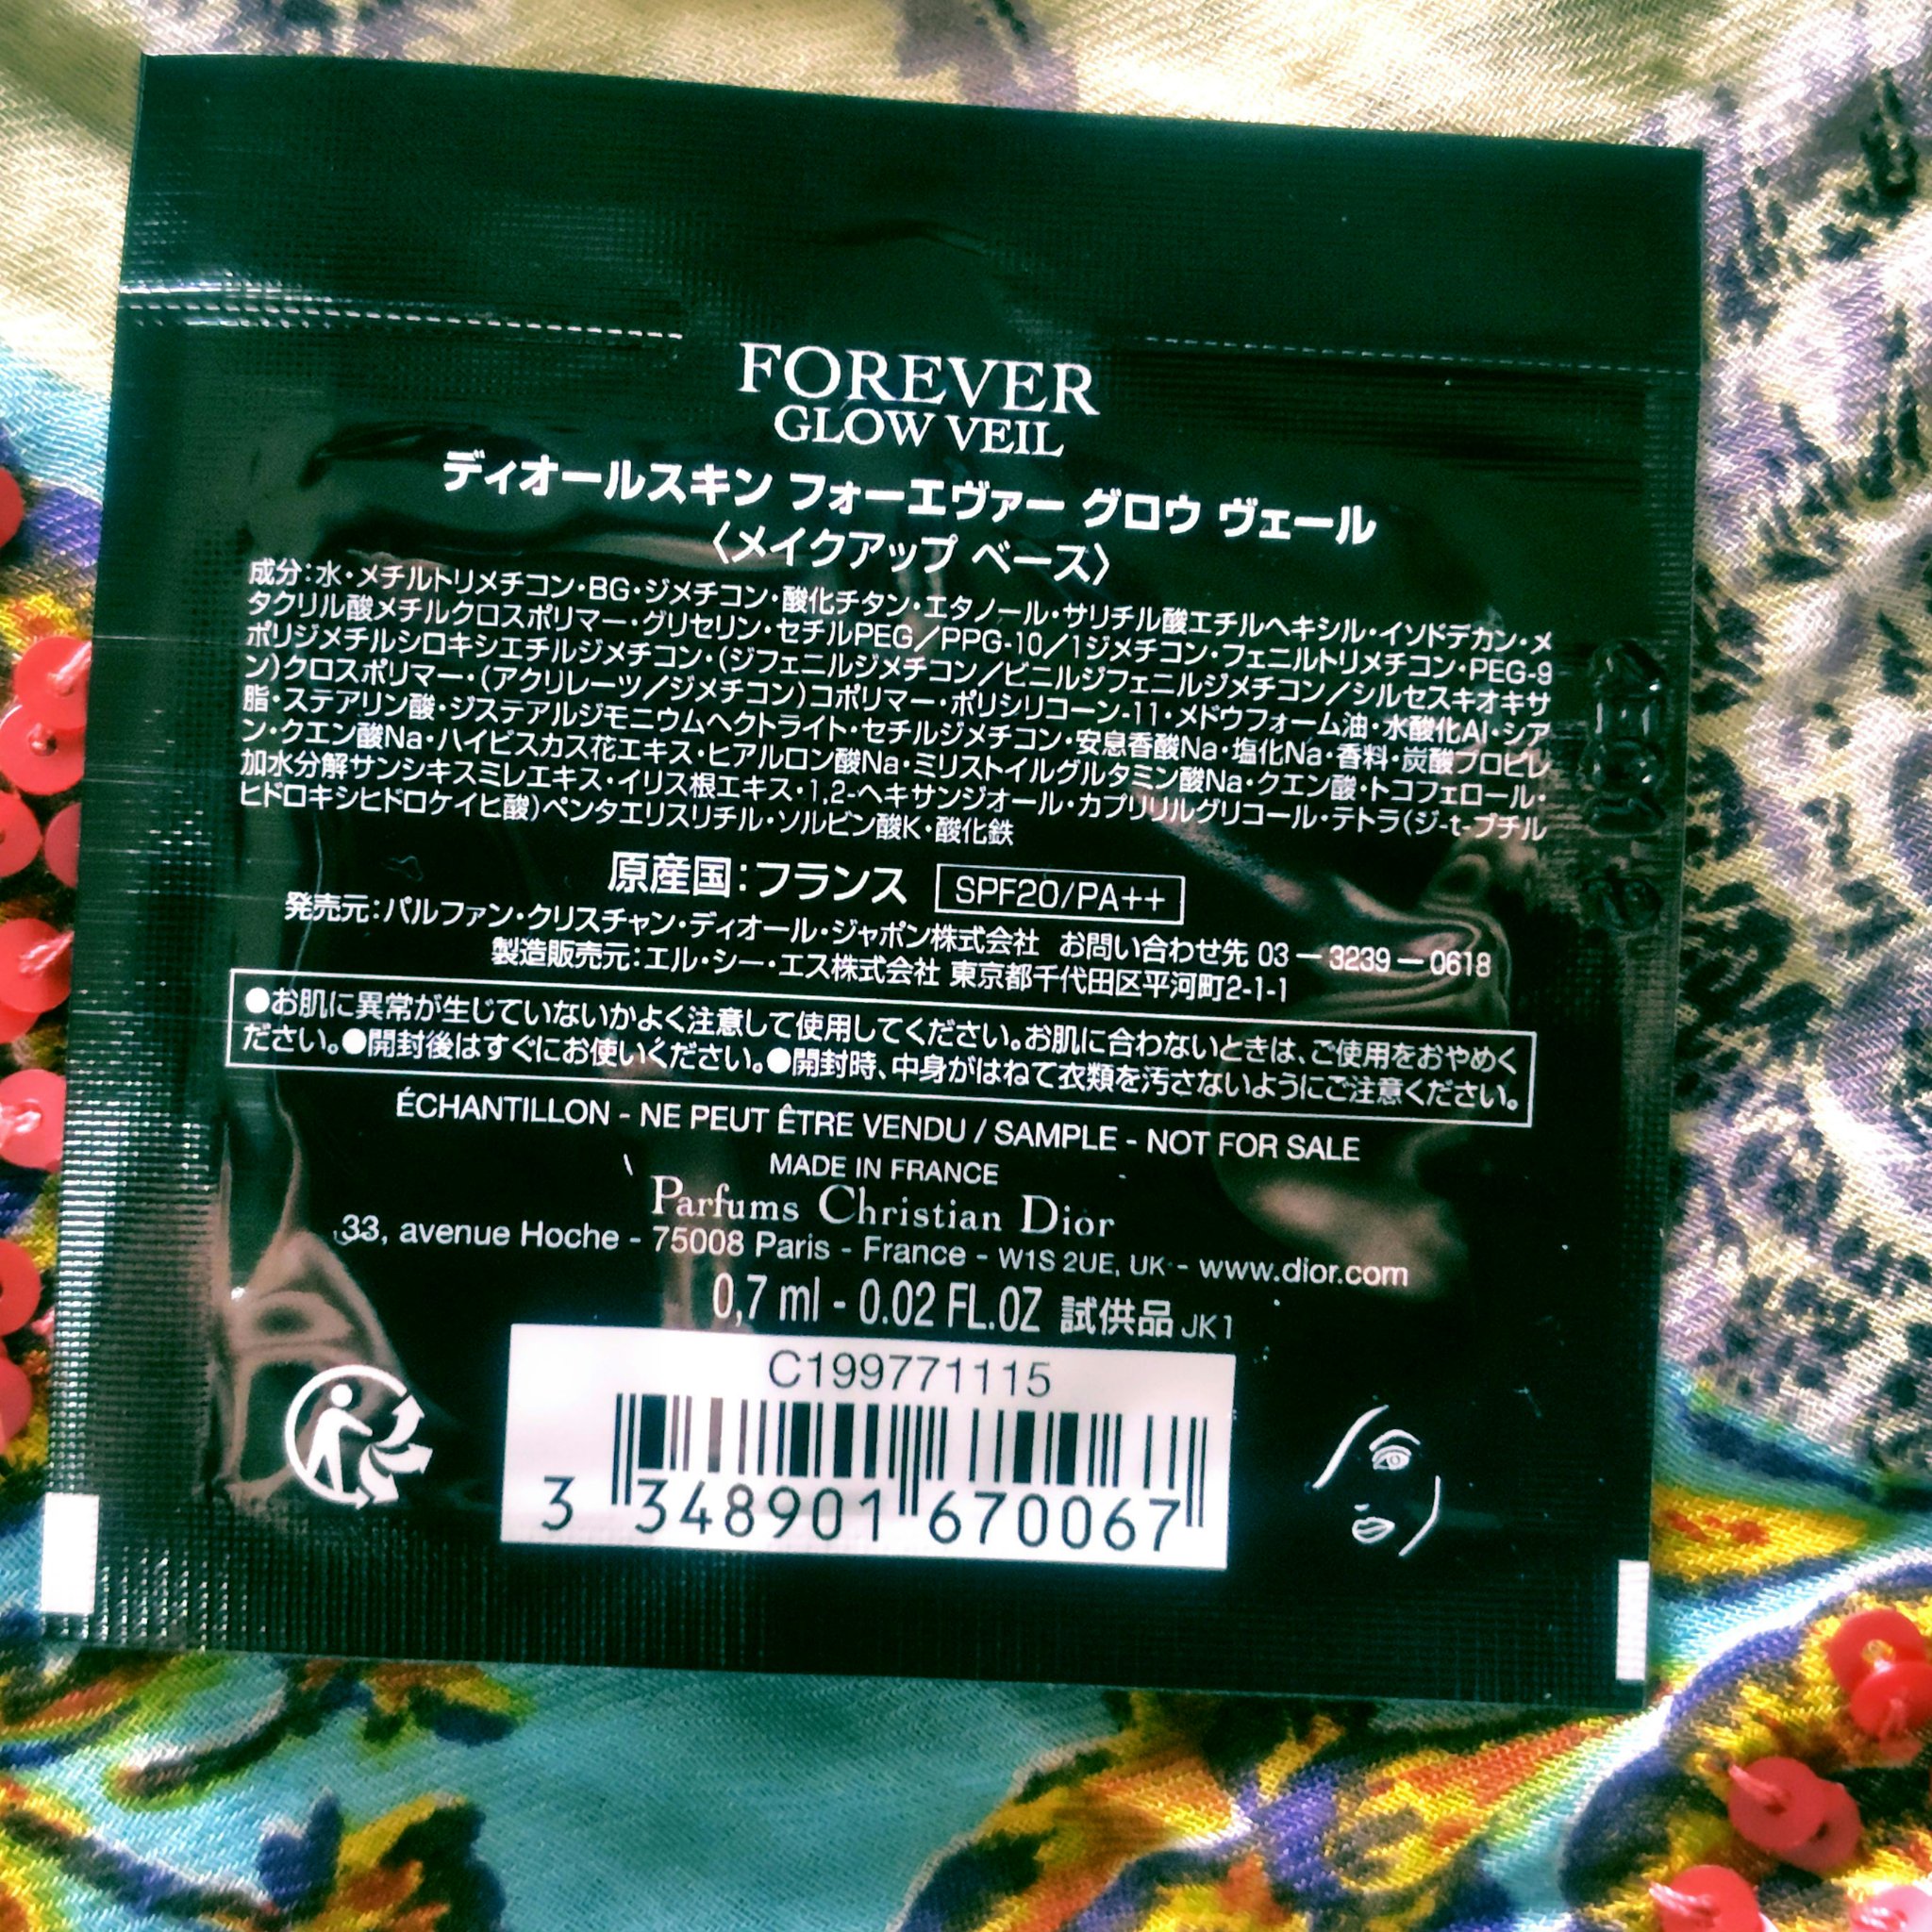 FOREVER
GLOW VEIL
ディオールスキン フォーエヴァー グロウ ヴェール
〈メイクアップ ベース〉
成分：水・メチルトリメチコン・BG・ジメチコン・酸化チタン・エタノール・サリチル酸エチルヘキシル・イソドデカン・メ
タクリル酸メチルクロスポリマー・グリセリン・セチルPEG／PPG-10／1ジメチコン・フェニルトリメチコン・PEG-9
ポリジメチルシロキシエチルジメチコン・(ジフェニルジメチコン／ビニルジフェニルジメチコン／シルセスキオキサ
ン)クロスポリマー・(アクリレーツ／ジメチコン)コポリマー・ポリシリコーン-11・メドウフォーム油・水酸化Al・シア
脂・ステアリン酸・ジステアルジモニウムヘクトライト・セチルジメチコン・安息香酸Na・塩化Na・香料・炭酸プロピレ
ン・クエン酸Na・ハイビスカス花エキス・ヒアルロン酸Na・ミリストイルグルタミン酸Na・クエン酸・トコフェロール・
加水分解サンシキスミレエキス・イリス根エキス・1,2-ヘキサンジオール・カプリリルグリコール・テトラ(ジ-t-ブチル
ヒドロキシヒドロケイヒ酸)ペンタエリスリチル・ソルビン酸K・酸化鉄
原産国：フランス SPF20/PA++
発売元：パルファン・クリスチャン・ディオール・ジャポン株式会社 お問い合わせ先 03－3239－0618
製造販売元：エル・シー・エス株式会社 東京都千代田区平河町2-1-1
●お肌に異常が生じていないかよく注意して使用してください。お肌に合わないときは、ご使用をおやめく
ださい。●開封後はすぐにお使いください。●開封時、中身がはねて衣類を汚さないようにご注意ください。
ÉCHANTILLON - NE PEUT ÊTRE VENDU / SAMPLE - NOT FOR SALE
MADE IN FRANCE
Parfums Christian Dior
33, avenue Hoche - 75008 Paris - France - W1S 2UE, UK - www.dior.com
0,7 ml - 0.02 FL.OZ 試供品 JK1
C199771115
3 348901 670067